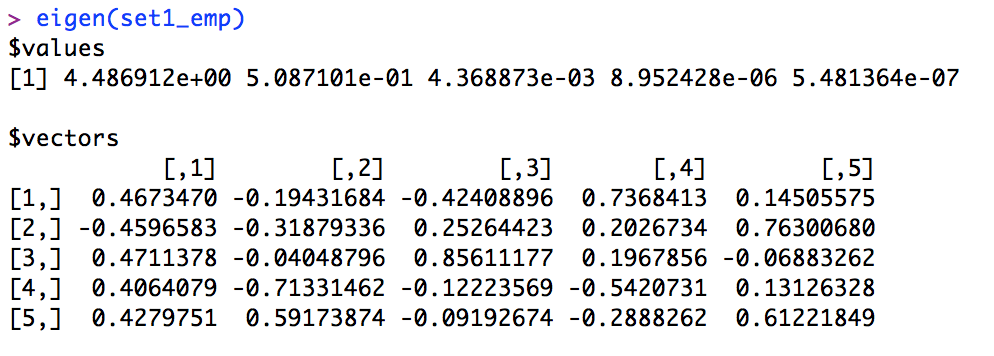 > eigen(set1_emp)
$values
[1] 4.486912e+00 5.087101e-01 4.368873e-03 8.952428e-06 5.481364e-07
$vectors
[,1] [,2] [,3] [,4] [,5]
[1,] 0.4673470 -0.19431684 -0.42408896 0.7368413 0.14505575
[2,] -0.4596583 -0.31879336 0.25264423 0.2026734 0.76300680
[3,] 0.4711378 -0.04048796 0.85611177 0.1967856 -0.06883262
[4,] 0.4064079 -0.71331462 -0.12223569 -0.5420731 0.13126328
[5,] 0.4279751 0.59173874 -0.09192674 -0.2888262 0.61221849